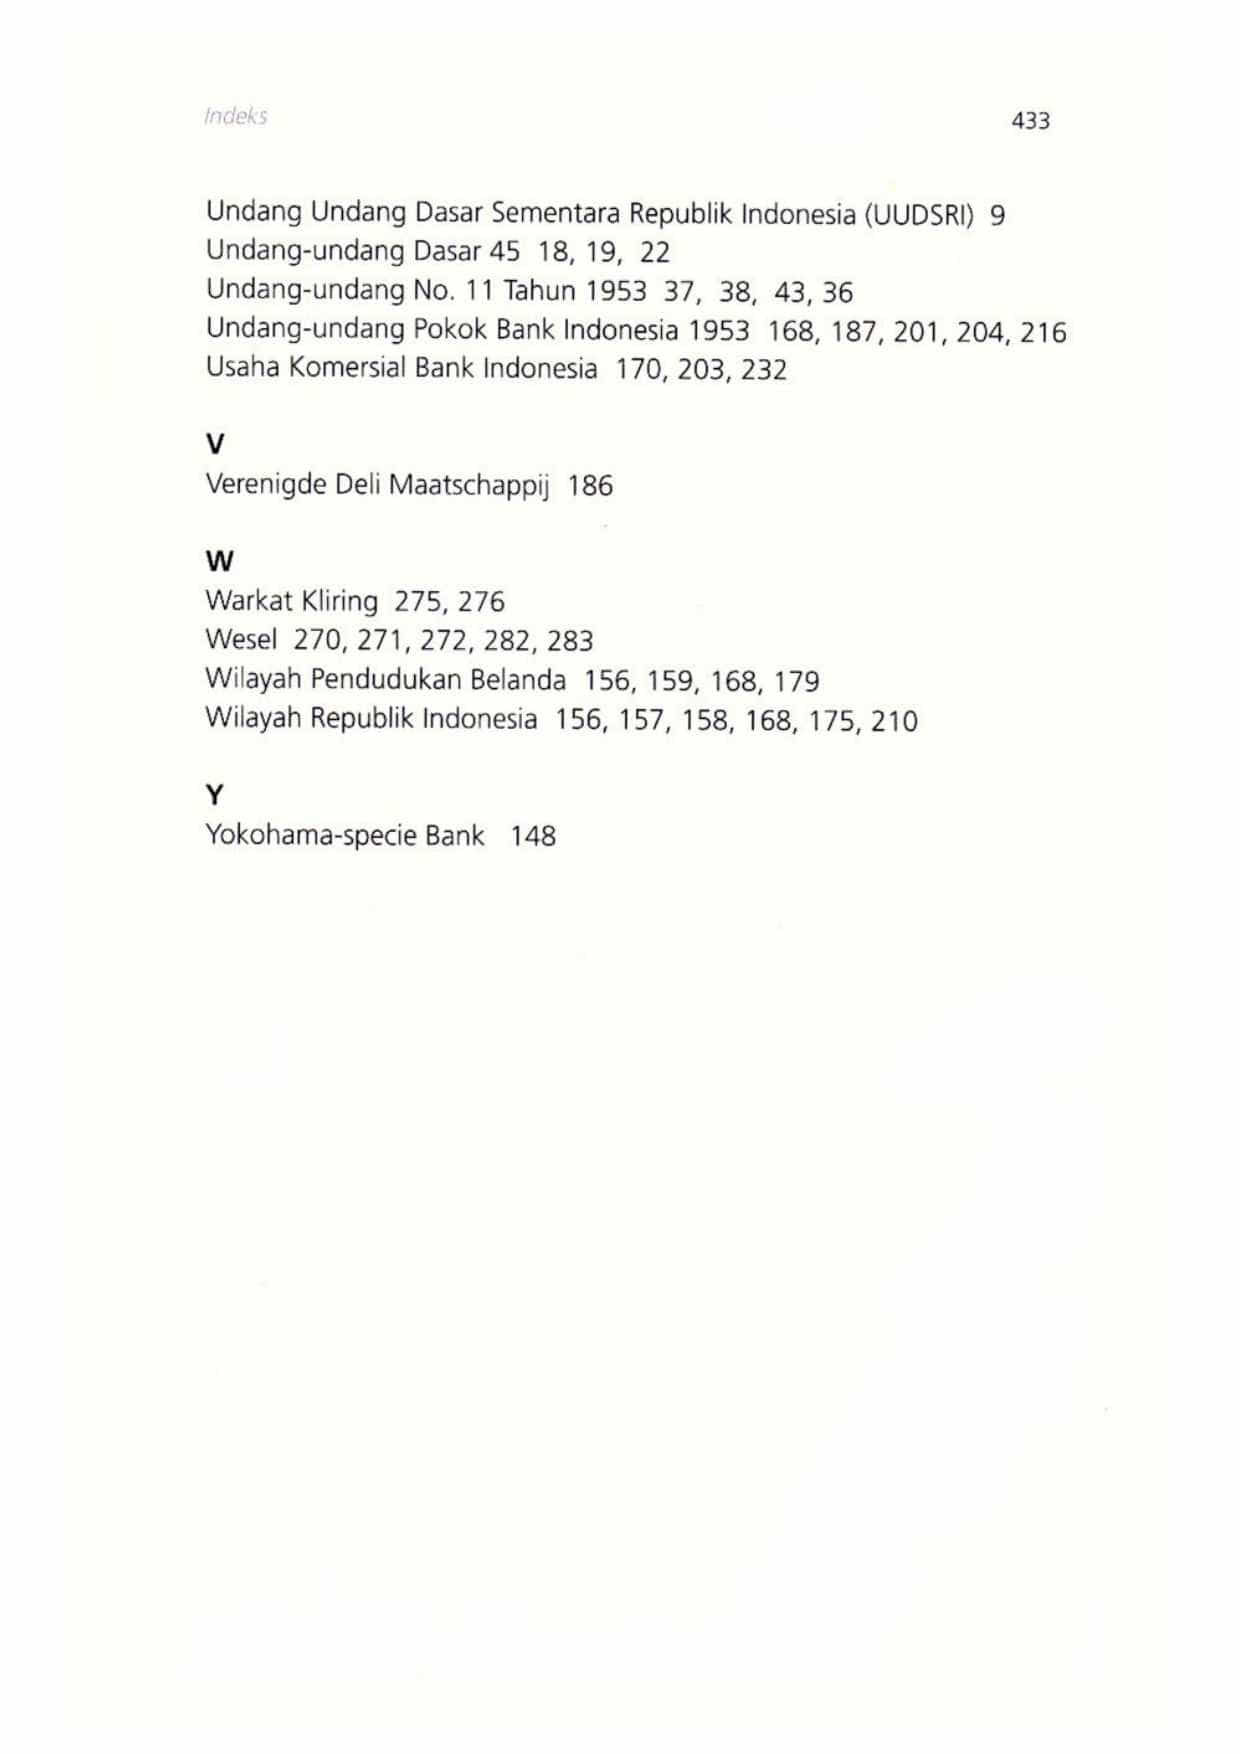 Indeks
433
Undang Undang Dasar Sementara Republik Indonesia (UUDSRI) 9
Undang-undang Dasar 45 18, 19, 22
Undang-undang No. 11 Tahun 1953 37, 38, 43, 36
Undang-undang Pokok Bank Indonesia 1953 168, 187, 201, 204, 216
Usaha Komersial Bank Indonesia 170, 203, 232
V
Verenigde Deli Maatschappij 186
W
Warkat Kliring 275, 276
Wesel 270, 271, 272, 282, 283
Wilayah Pendudukan Belanda 156, 159, 168, 179
Wilayah Republik Indonesia 156, 157, 158, 168, 175, 210
Y
Yokohama-specie Bank 148